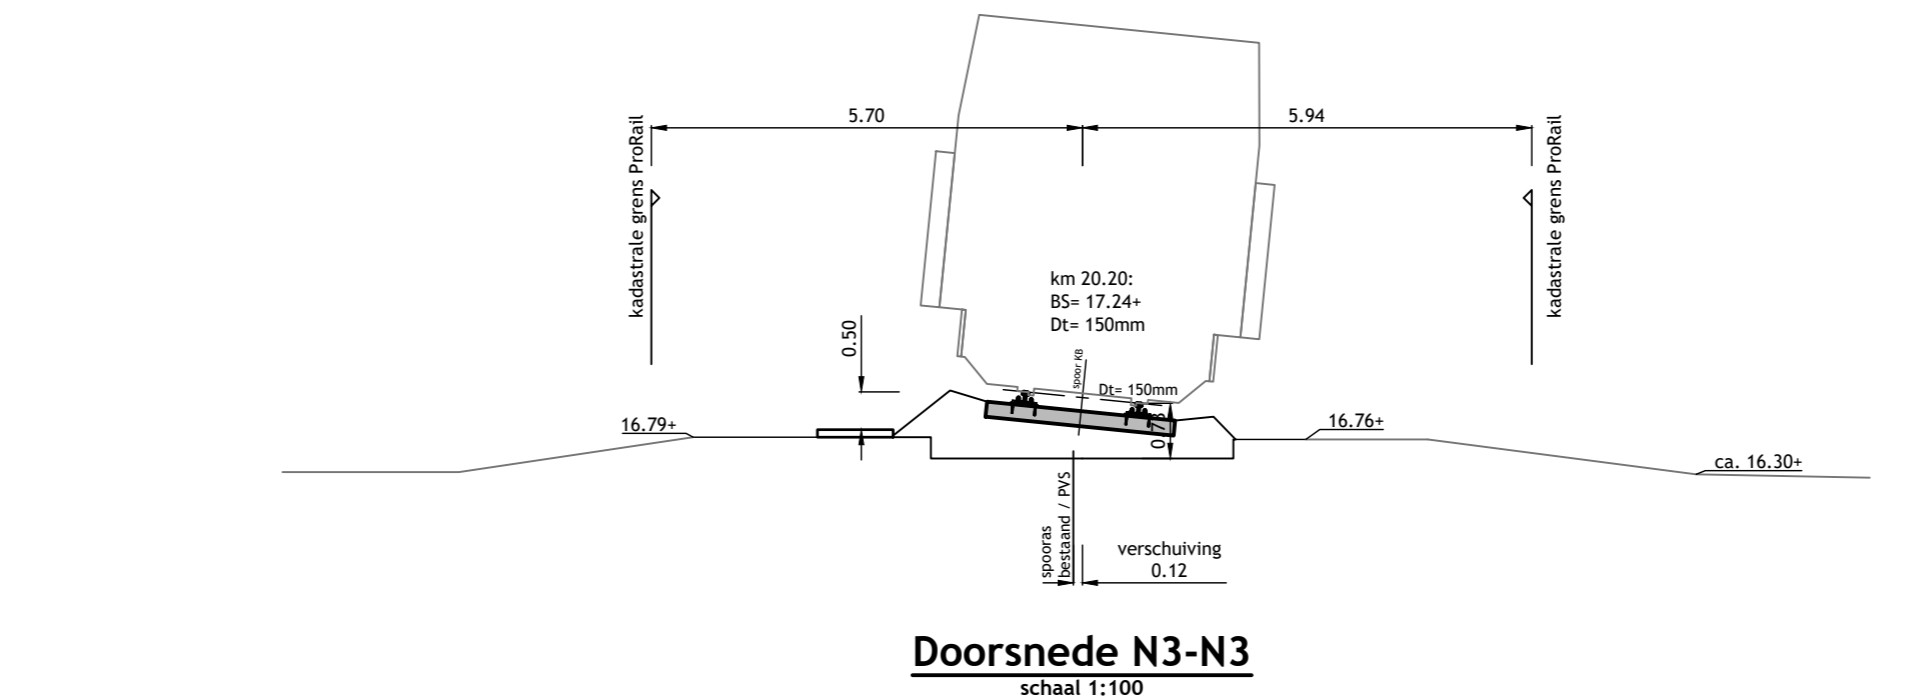 5.70
5.94
kadastrale grens ProRail
kadastrale grens ProRail
km 20.20:
BS= 17.24+
Dt= 150mm
0.50
spoor KB
Dt= 150mm
16.79+
16.76+
ca. 16.30+
spooras
bestaand / PVS
verschuiving
0.12
Doorsnede N3-N3
schaal 1:100